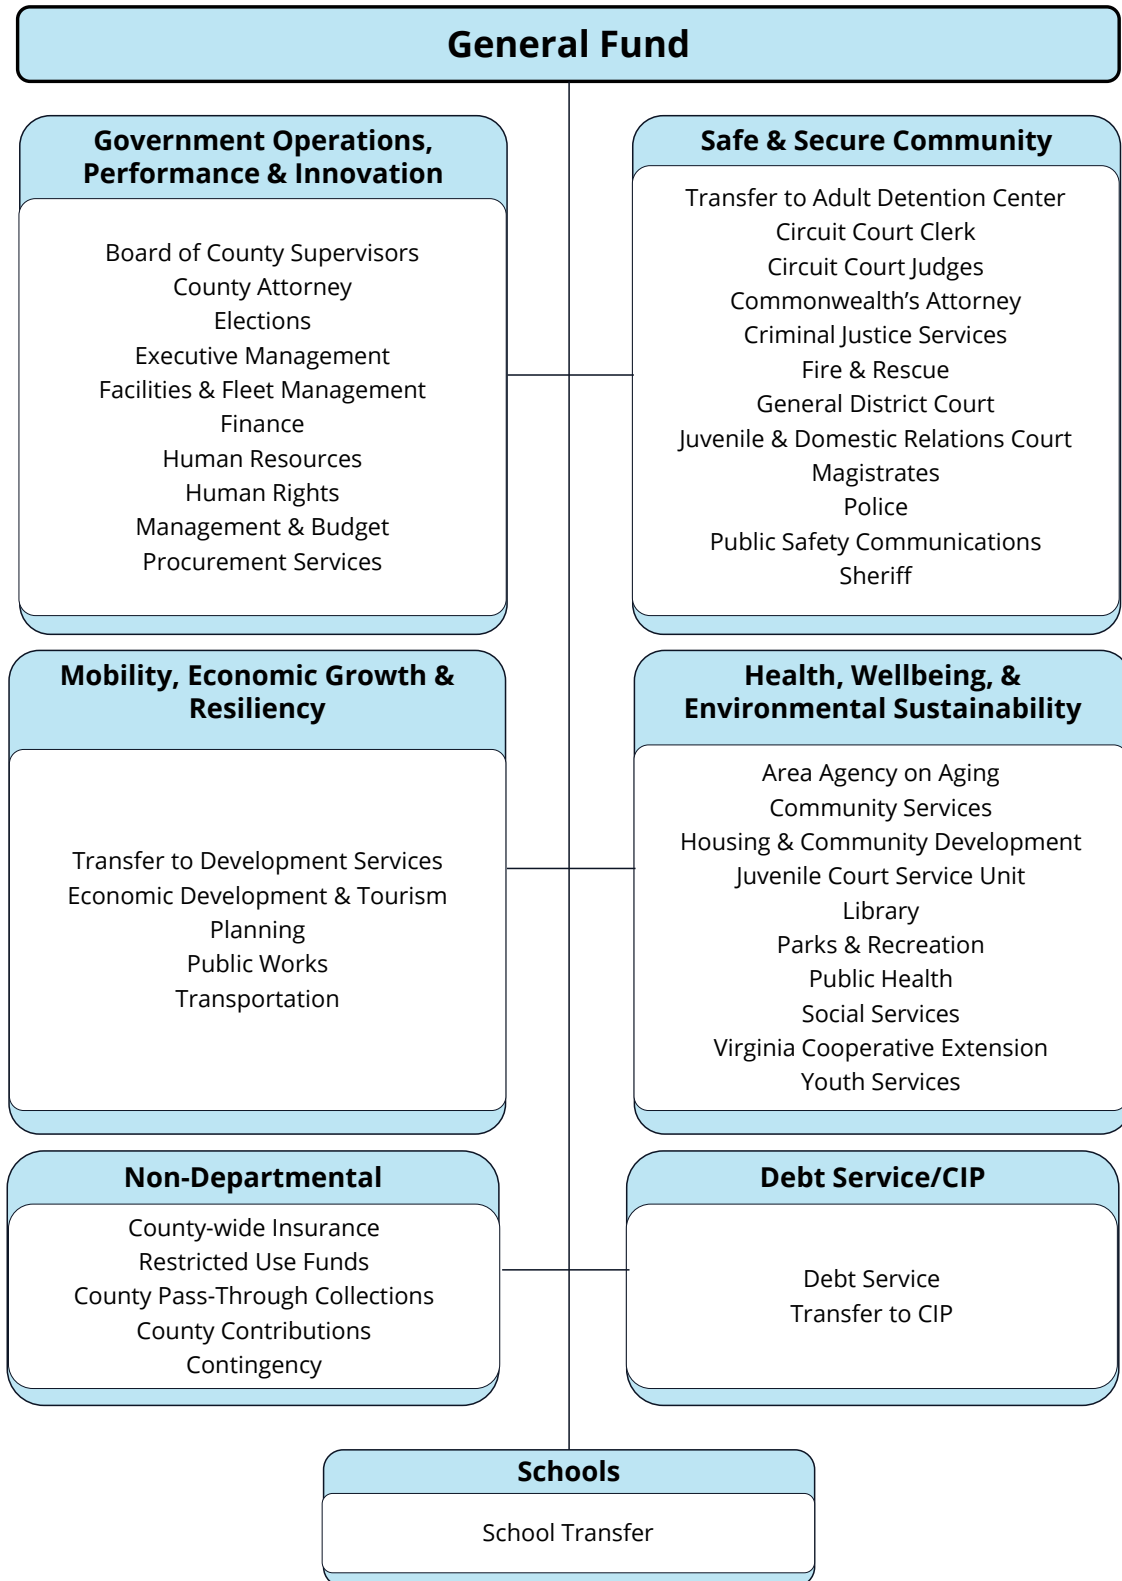 General Fund
Government Operations,
Performance & Innovation
Board of County Supervisors
County Attorney
Elections
Executive Management
Facilities & Fleet Management
Finance
Human Resources
Human Rights
Management & Budget
Procurement Services
Safe & Secure Community
Transfer to Adult Detention Center
Circuit Court Clerk
Circuit Court Judges
Commonwealth’s Attorney
Criminal Justice Services
Fire & Rescue
General District Court
Juvenile & Domestic Relations Court
Magistrates
Police
Public Safety Communications
Sheriff
Mobility, Economic Growth &
Resiliency
Transfer to Development Services
Economic Development & Tourism
Planning
Public Works
Transportation
Health, Wellbeing, &
Environmental Sustainability
Area Agency on Aging
Community Services
Housing & Community Development
Juvenile Court Service Unit
Library
Parks & Recreation
Public Health
Social Services
Virginia Cooperative Extension
Youth Services
Non-Departmental
County-wide Insurance
Restricted Use Funds
County Pass-Through Collections
County Contributions
Contingency
Debt Service/CIP
Debt Service
Transfer to CIP
Schools
School Transfer